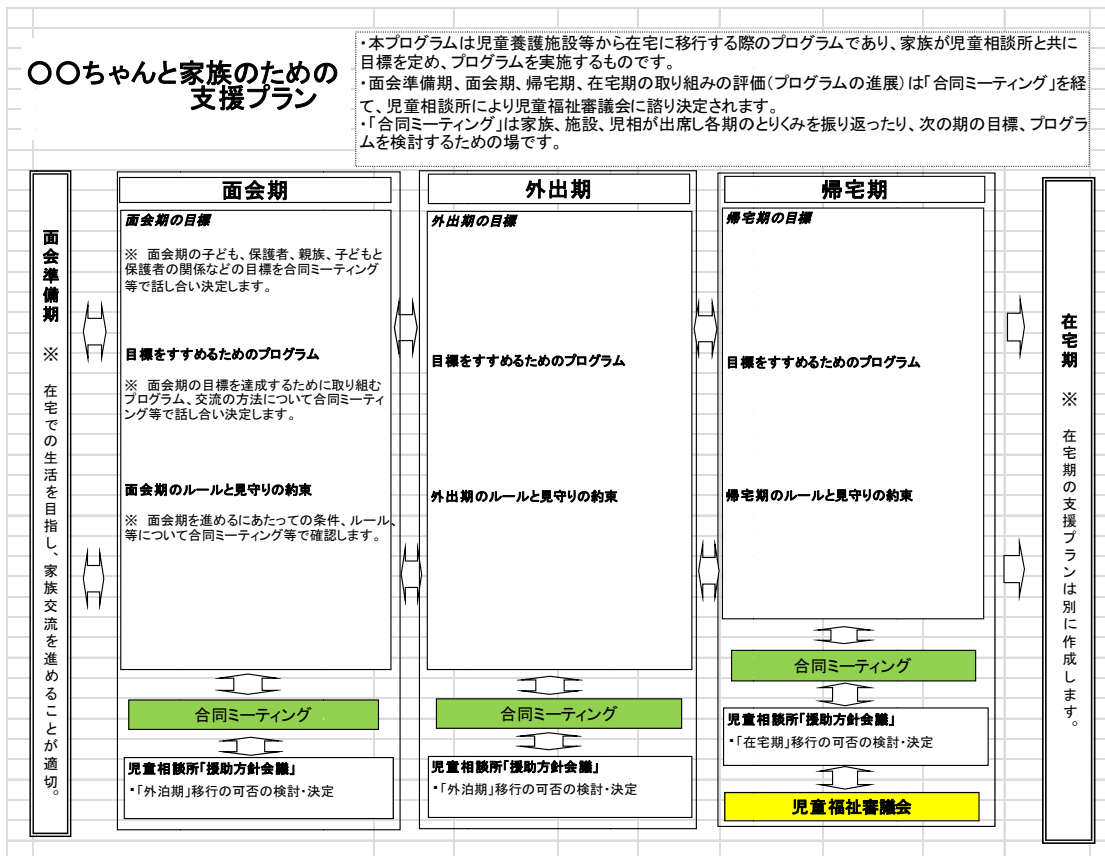 〇〇ちゃんと家族のための
支援プラン
・本プログラムは児童養護施設等から在宅に移行する際のプログラムであり、家族が児童相談所と共に
目標を定め、プログラムを実施するものです。
・面会準備期、面会期、帰宅期、在宅期の取り組みの評価(プログラムの進展)は「合同ミーティング」を経
て、児童相談所により児童福祉審議会に諮り決定されます。
・「合同ミーティング」は家族、施設、児相が出席し各期のとりくみを振り返ったり、次の期の目標、プログラ
ムを検討するための場です。
面会準備期 ※ 在宅での生活を目指し、家族交流を進めることが適切。
面会期
面会期の目標
※ 面会期の子ども、保護者、親族、子どもと
保護者の関係などの目標を合同ミーティング
等で話し合い決定します。
目標をすすめるためのプログラム
※ 面会期の目標を達成するために取り組む
プログラム、交流の方法について合同ミーティ
ング等で話し合い決定します。
面会期のルールと見守りの約束
※ 面会期を進めるにあたっての条件、ルール、
等について合同ミーティング等で確認します。
合同ミーティング
児童相談所「援助方針会議」
・「外泊期」移行の可否の検討・決定
外出期
外出期の目標
目標をすすめるためのプログラム
外出期のルールと見守りの約束
合同ミーティング
児童相談所「援助方針会議」
・「外泊期」移行の可否の検討・決定
帰宅期
帰宅期の目標
目標をすすめるためのプログラム
帰宅期のルールと見守りの約束
合同ミーティング
児童相談所「援助方針会議」
・「在宅期」移行の可否の検討・決定
児童福祉審議会
在宅期 ※ 在宅期の支援プランは別に作成します。